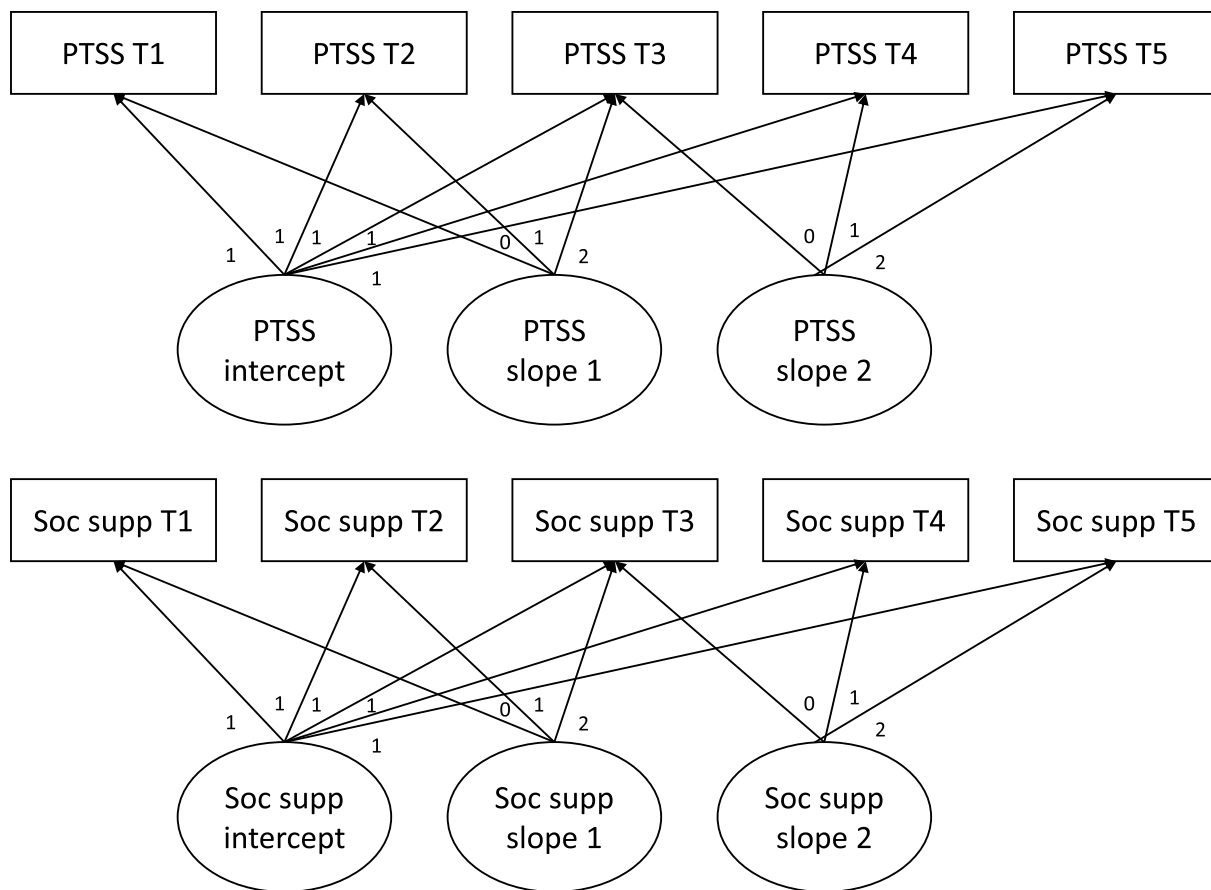 PTSS T1
PTSS T2
PTSS T3
PTSS T4
PTSS T5
1
1
1
1
1
0
1
2
0
1
2
PTSS
intercept
PTSS
slope 1
PTSS
slope 2
Soc supp T1
Soc supp T2
Soc supp T3
Soc supp T4
Soc supp T5
1
1
1
1
1
0
1
2
0
1
2
Soc supp
intercept
Soc supp
slope 1
Soc supp
slope 2